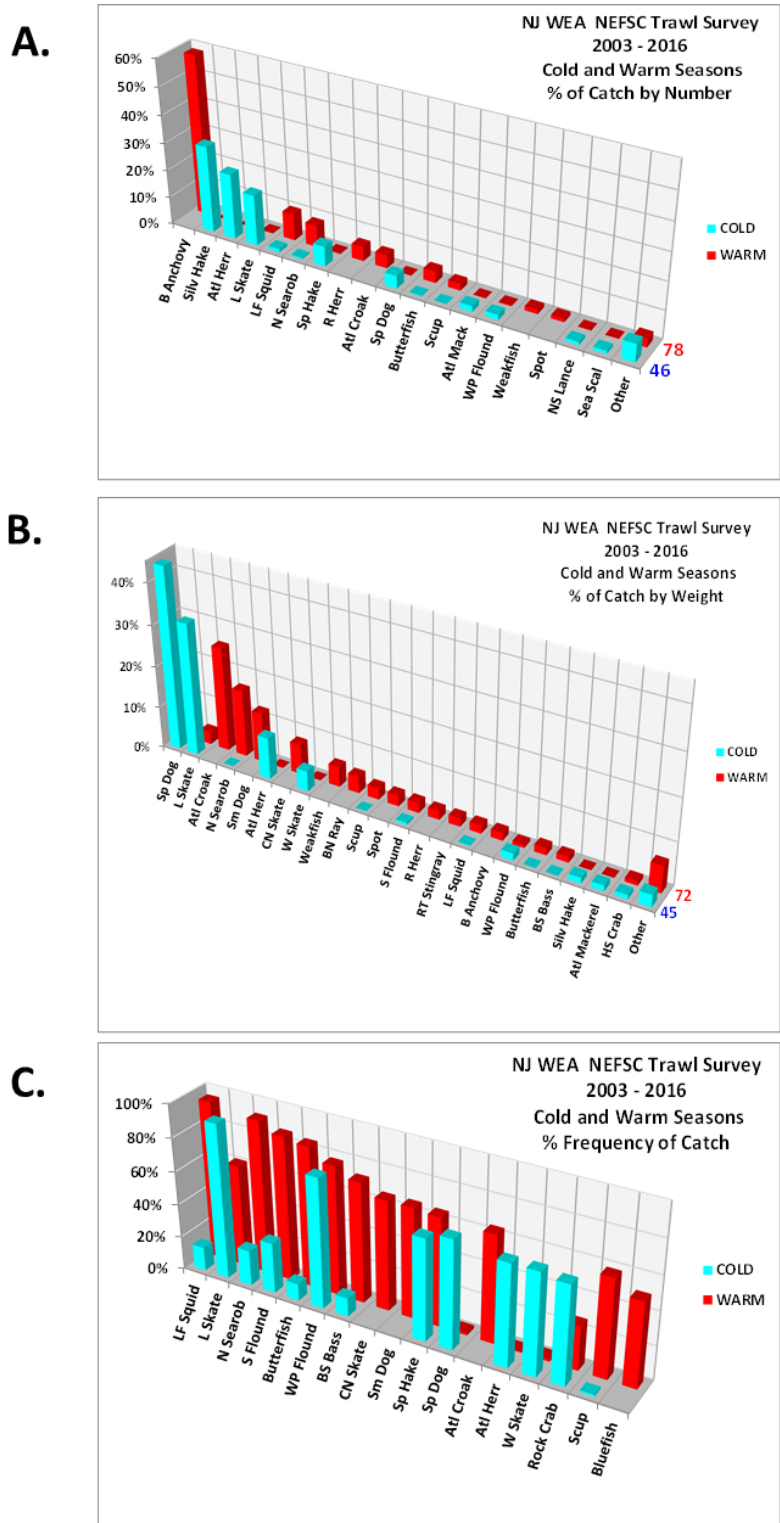 A.
NJ WEA NEFSC Trawl Survey
2003 - 2016
Cold and Warm Seasons
% of Catch by Number
60%
50%
40%
30%
20%
10%
0%
COLD
WARM
B Anchovy
Silv Hake
Atl Herr
L Skate
LF Squid
N Searob
Sp Hake
R Herr
Atl Croak
Sp Dog
Butterfish
Scup
Atl Mack
WP Flound
Weakfish
Spot
NS Lance
Sea Scal
Other
78
46
B.
NJ WEA NEFSC Trawl Survey
2003 - 2016
Cold and Warm Seasons
% of Catch by Weight
40%
30%
20%
10%
0%
COLD
WARM
Sp Dog
L Skate
Atl Croak
N Searob
Sm Dog
Atl Herr
CN Skate
W Skate
Weakfish
BN Ray
Scup
Spot
S Flound
R Herr
RT Stingray
LF Squid
B Anchovy
WP Flound
Butterfish
BS Bass
Silv Hake
Atl Mackerel
HS Crab
Other
72
45
C.
NJ WEA NEFSC Trawl Survey
2003 - 2016
Cold and Warm Seasons
% Frequency of Catch
100%
80%
60%
40%
20%
0%
COLD
WARM
LF Squid
L Skate
N Searob
S Flound
Butterfish
WP Flound
BS Bass
CN Skate
Sm Dog
Sp Hake
Sp Dog
Atl Croak
Atl Herr
W Skate
Rock Crab
Scup
Bluefish